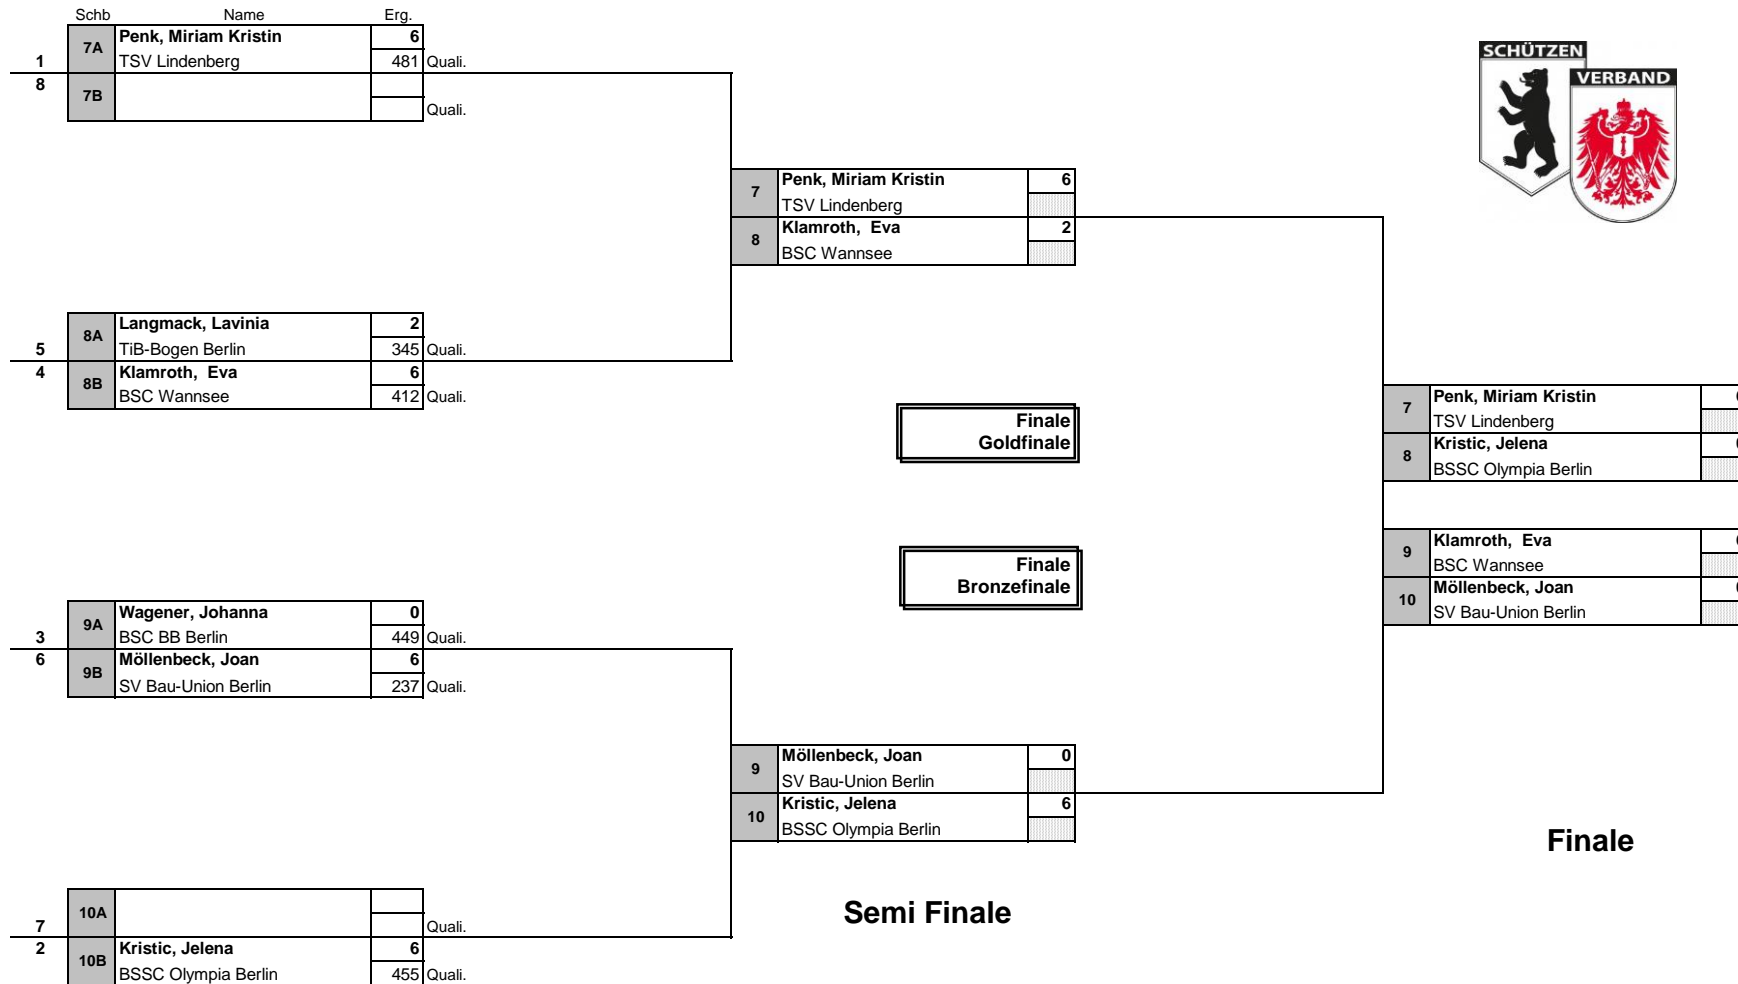 Schb Name Erg.
7A Penk, Miriam Kristin 6
1 TSV Lindenberg 481 Quali.
8 7B
Quali.
SCHÜTZEN
VERBAND
7 Penk, Miriam Kristin 6
TSV Lindenberg
8 Klamroth, Eva 2
BSC Wannsee
8A Langmack, Lavinia 2
5 TiB-Bogen Berlin 345 Quali.
4 8B Klamroth, Eva 6
BSC Wannsee 412 Quali.
Finale
Goldfinale
7 Penk, Miriam Kristin
TSV Lindenberg
8 Kristic, Jelena
BSSC Olympia Berlin
Finale
Bronzefinale
9 Klamroth, Eva
BSC Wannsee
10 Möllenbeck, Joan
SV Bau-Union Berlin
9A Wagener, Johanna 0
3 BSC BB Berlin 449 Quali.
6 9B Möllenbeck, Joan 6
SV Bau-Union Berlin 237 Quali.
9 Möllenbeck, Joan 0
SV Bau-Union Berlin
10 Kristic, Jelena 6
BSSC Olympia Berlin
Finale
Semi Finale
10A
7 Quali.
2 10B Kristic, Jelena 6
BSSC Olympia Berlin 455 Quali.